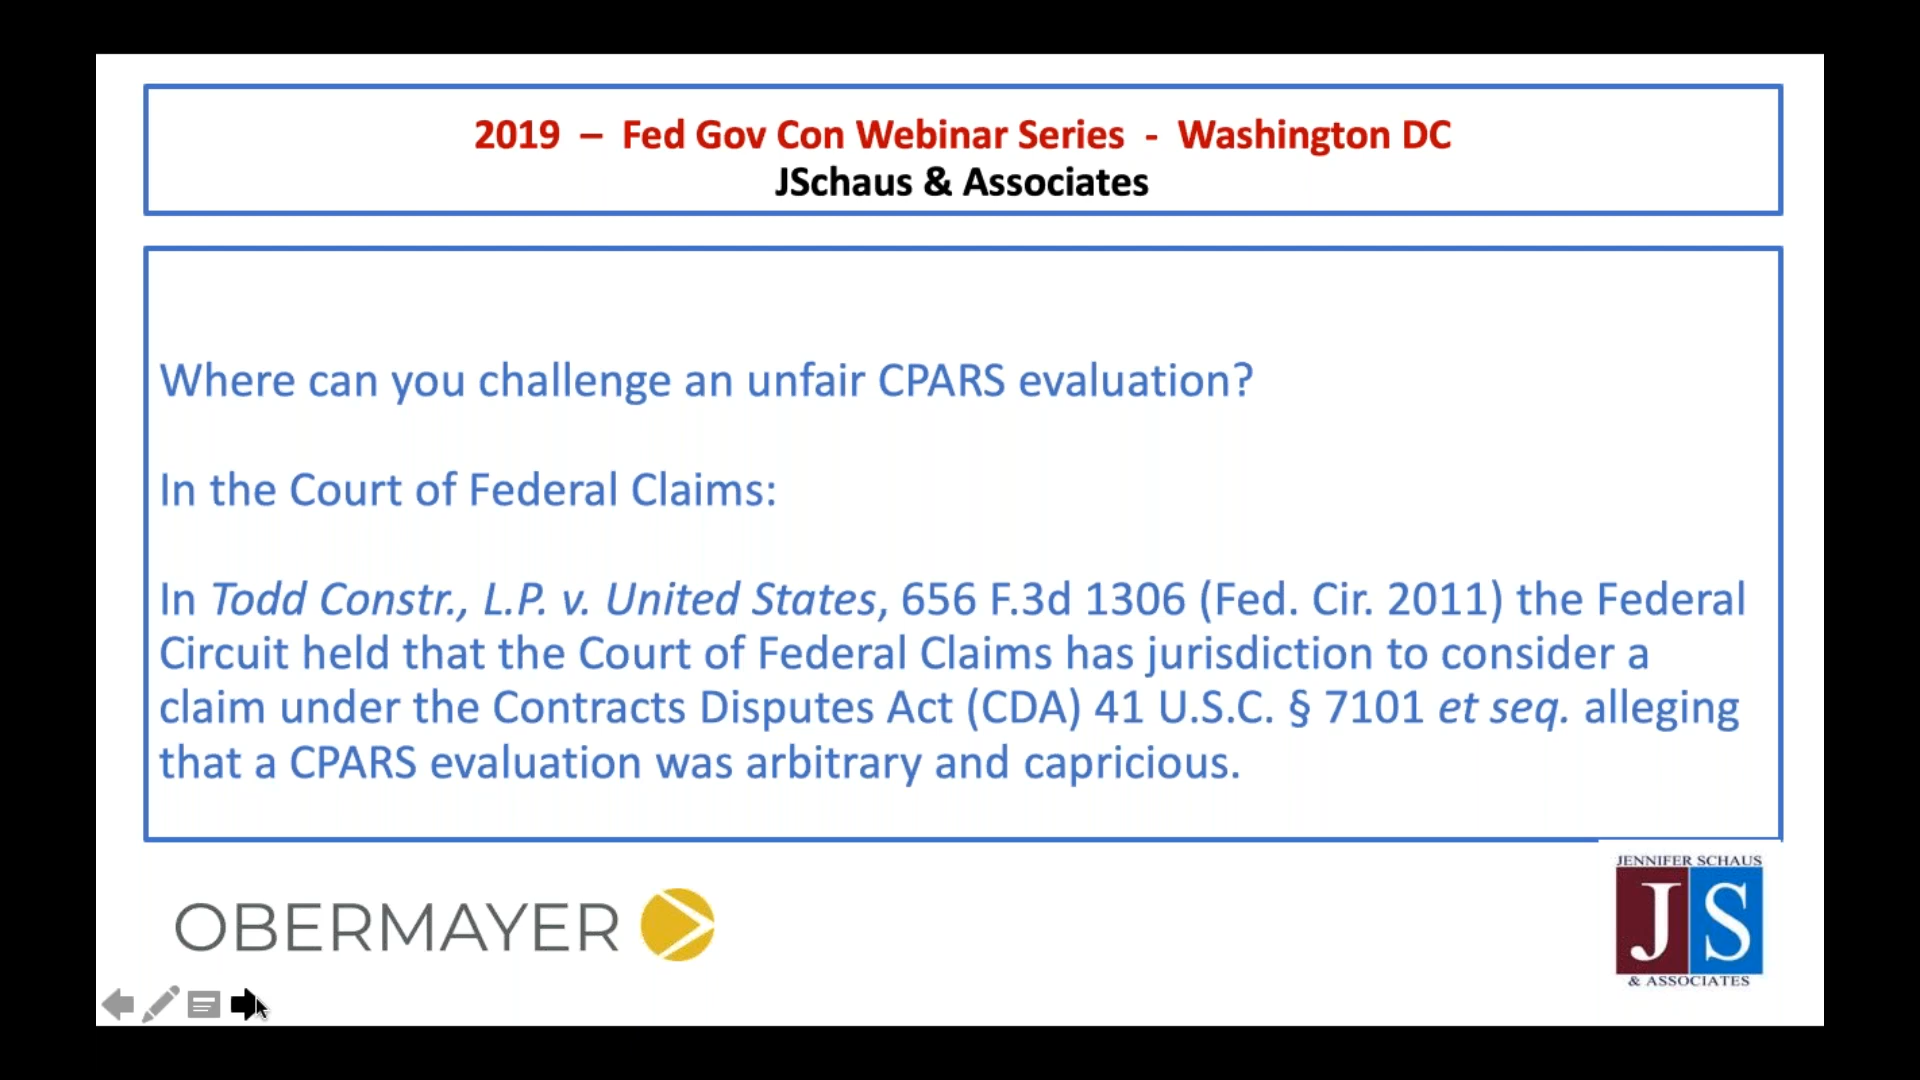 2019 – Fed Gov Con Webinar Series - Washington DC
JSchaus & Associates
Where can you challenge an unfair CPARS evaluation?
In the Court of Federal Claims:
In Todd Constr., L.P. v. United States, 656 F.3d 1306 (Fed. Cir. 2011) the Federal
Circuit held that the Court of Federal Claims has jurisdiction to consider a
claim under the Contracts Disputes Act (CDA) 41 U.S.C. § 7101 et seq. alleging
that a CPARS evaluation was arbitrary and capricious.
OBERMAYER
JENNIFER SCHAUS
JS
& ASSOCIATES